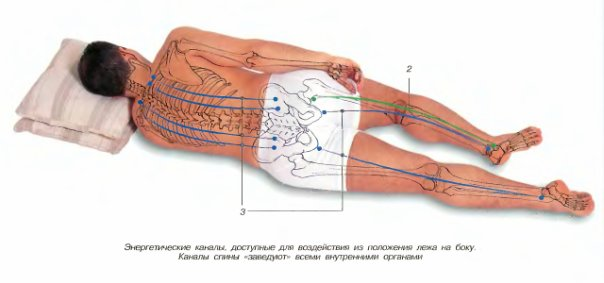 2
3
Энергетические каналы, доступные для воздействия из положения лежа на боку.
Каналы спины «заведуют» всеми внутренними органами